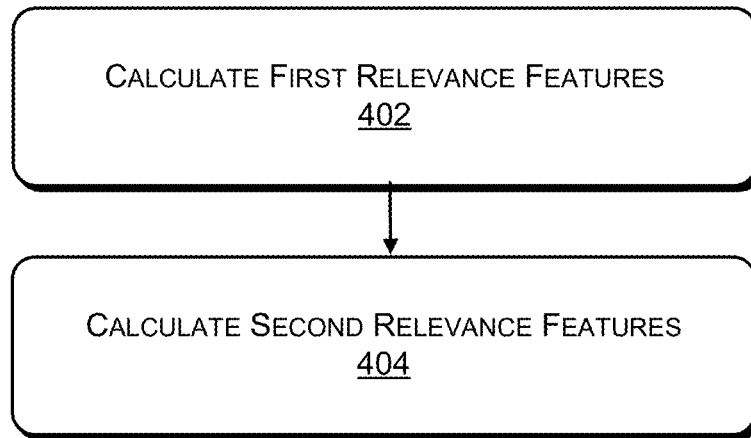 CALCULATE FIRST RELEVANCE FEATURES
402
CALCULATE SECOND RELEVANCE FEATURES
404